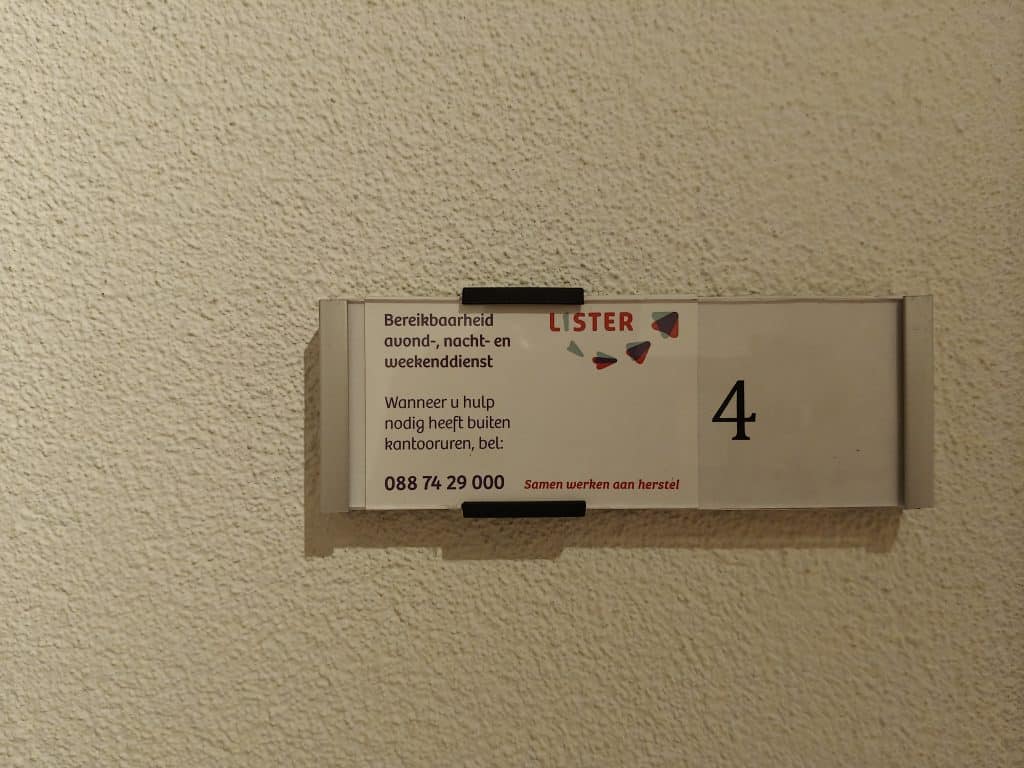 Bereikbaarheid
avond-, nacht- en
weekenddienst
Wanneer u hulp
nodig heeft buiten
kantooruren, bel:
088 74 29 000
LISTER
Samen werken aan herstel
4